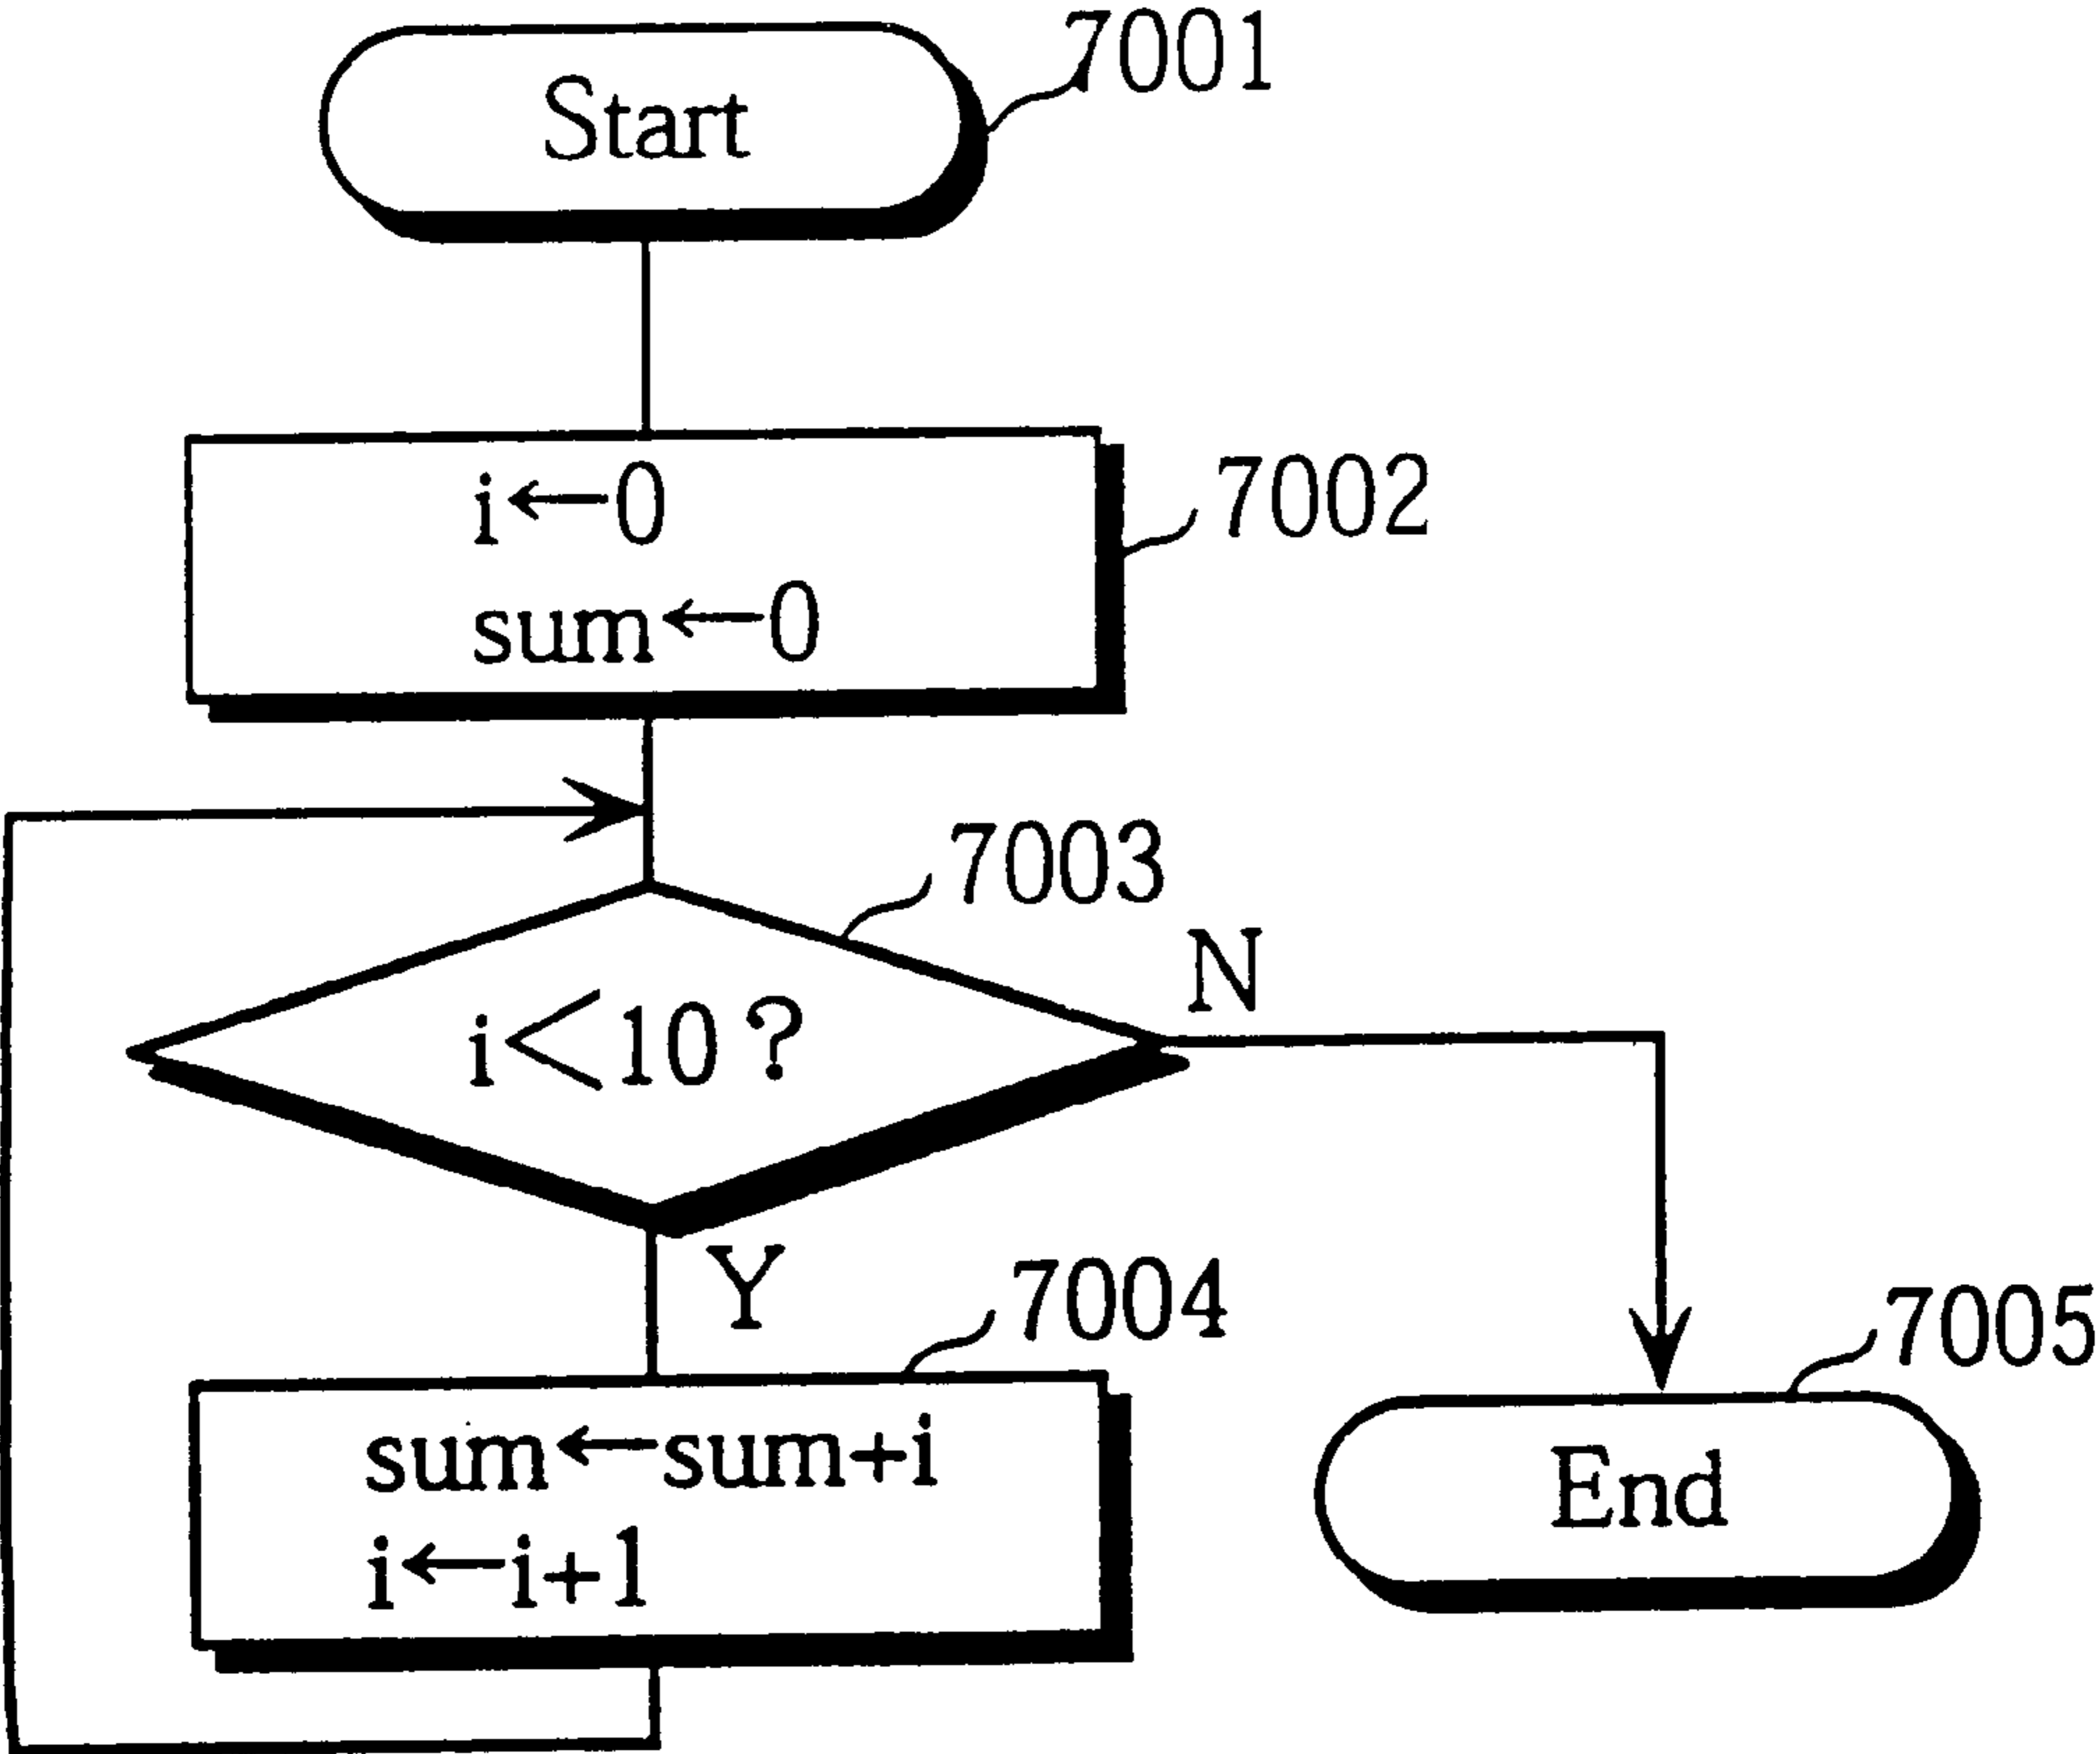 Start
7001
i←0
sum←0
7002
7003
i<10?
N
Y
7004
sum←sum+i
i←i+1
7005
End